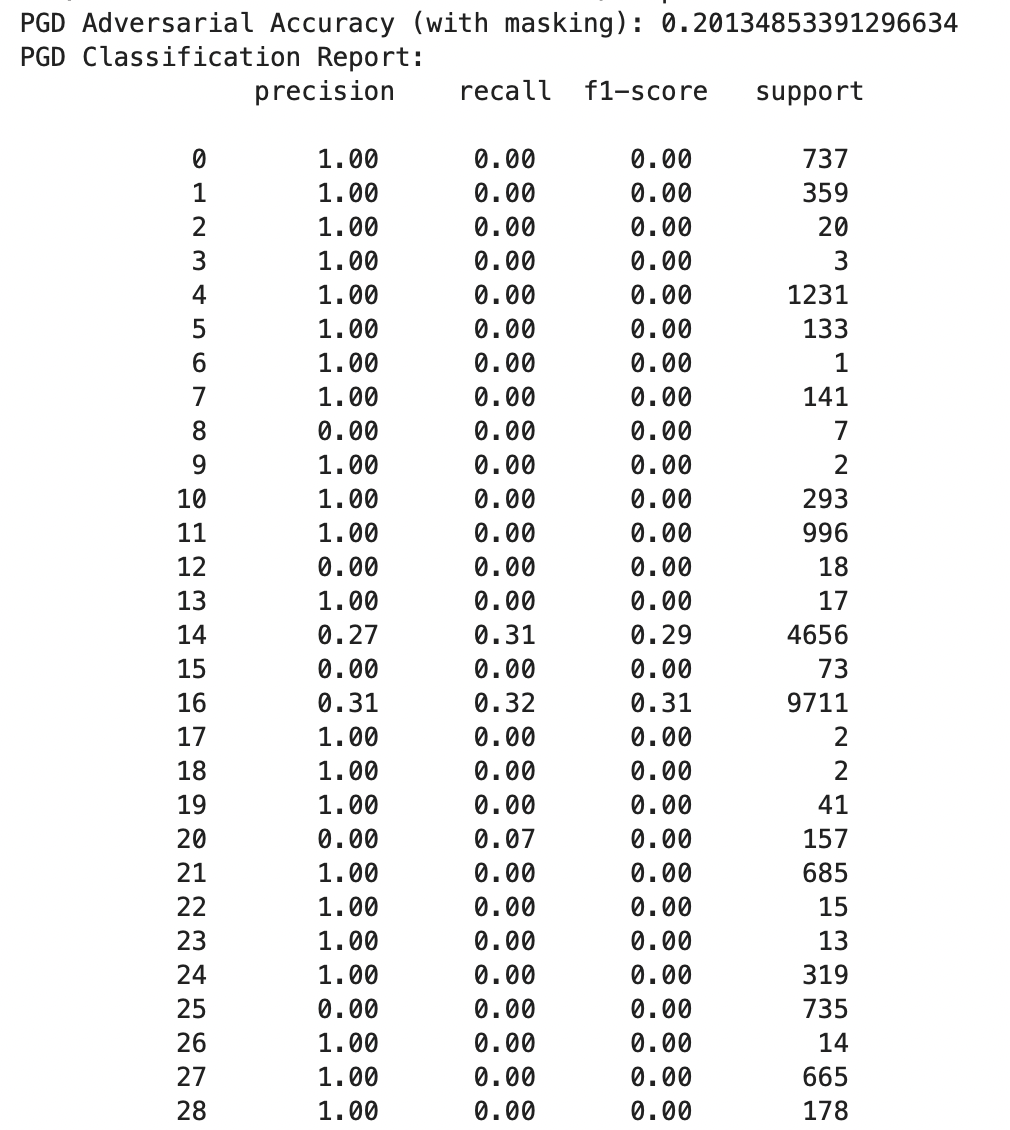 PGD Adversarial Accuracy (with masking): 0.20134853391296634
PGD Classification Report:
precision recall f1-score support
0 1.00 0.00 0.00 737
1 1.00 0.00 0.00 359
2 1.00 0.00 0.00 20
3 1.00 0.00 0.00 3
4 1.00 0.00 0.00 1231
5 1.00 0.00 0.00 133
6 1.00 0.00 0.00 1
7 1.00 0.00 0.00 141
8 0.00 0.00 0.00 7
9 1.00 0.00 0.00 2
10 1.00 0.00 0.00 293
11 1.00 0.00 0.00 996
12 0.00 0.00 0.00 18
13 1.00 0.00 0.00 17
14 0.27 0.31 0.29 4656
15 0.00 0.00 0.00 73
16 0.31 0.32 0.31 9711
17 1.00 0.00 0.00 2
18 1.00 0.00 0.00 2
19 1.00 0.00 0.00 41
20 0.00 0.07 0.00 157
21 1.00 0.00 0.00 685
22 1.00 0.00 0.00 15
23 1.00 0.00 0.00 13
24 1.00 0.00 0.00 319
25 0.00 0.00 0.00 735
26 1.00 0.00 0.00 14
27 1.00 0.00 0.00 665
28 1.00 0.00 0.00 178